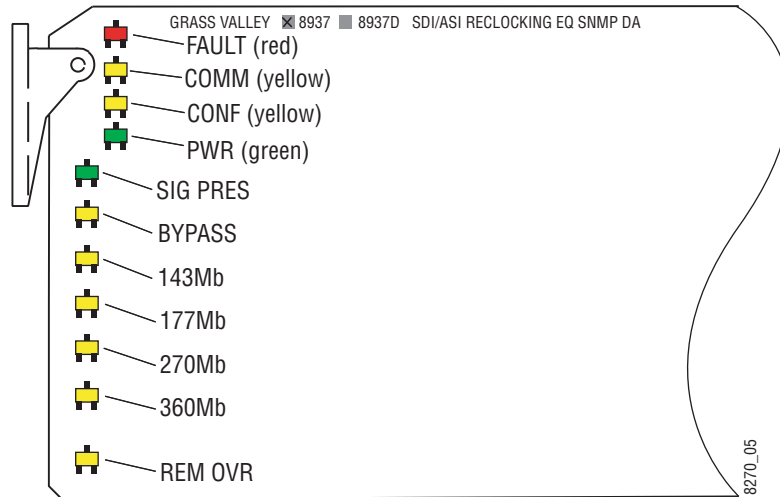 GRASS VALLEY 8937 8937D SDI/ASI RECLOCKING EQ SNMP DA
FAULT (red)
COMM (yellow)
CONF (yellow)
PWR (green)
SIG PRES
BYPASS
143Mb
177Mb
270Mb
360Mb
REM OVR
8270_05